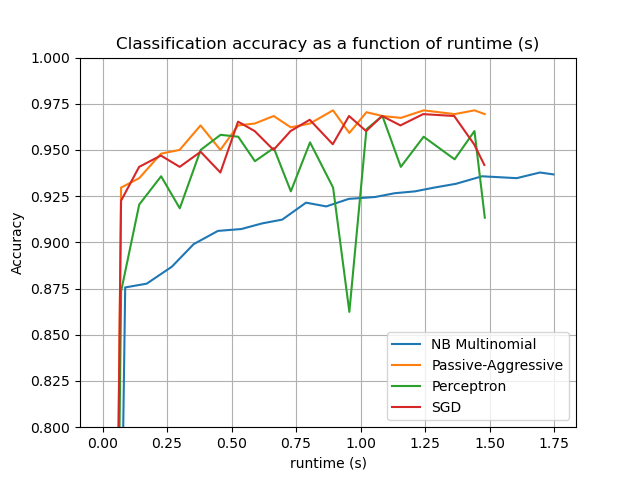 Classification accuracy as a function of runtime (s)
1.000
0.975
0.950
0.925
0.900
0.875
0.850
0.825
0.800
Accuracy
NB Multinomial
Passive-Aggressive
Perceptron
SGD
0.00 0.25 0.50 0.75 1.00 1.25 1.50 1.75
runtime (s)